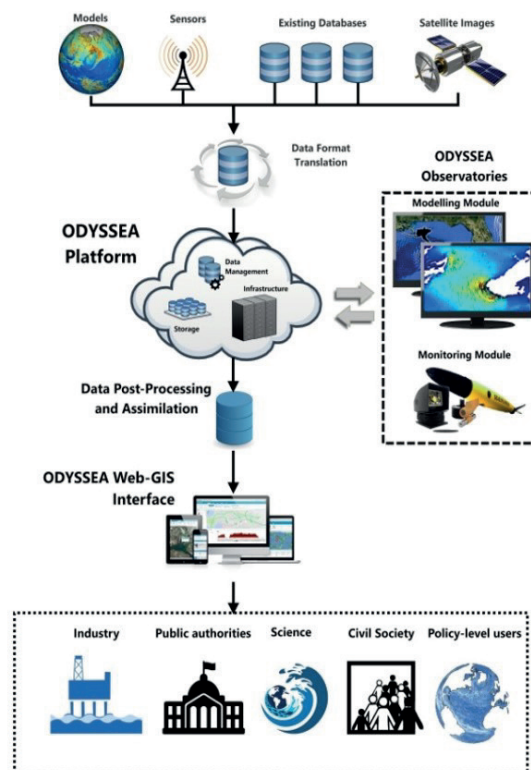 Models
Sensors
Existing Databases
Satellite Images
Data Format
Translation
ODYSSEA
Observatories
Modelling Module
ODYSSEA
Platform
Data
Management
Infrastructure
Storage
Monitoring Module
Data Post-Processing
and Assimilation
ODYSSEA Web-GIS
Interface
Industry
Public authorities
Science
Civil Society
Policy-level users